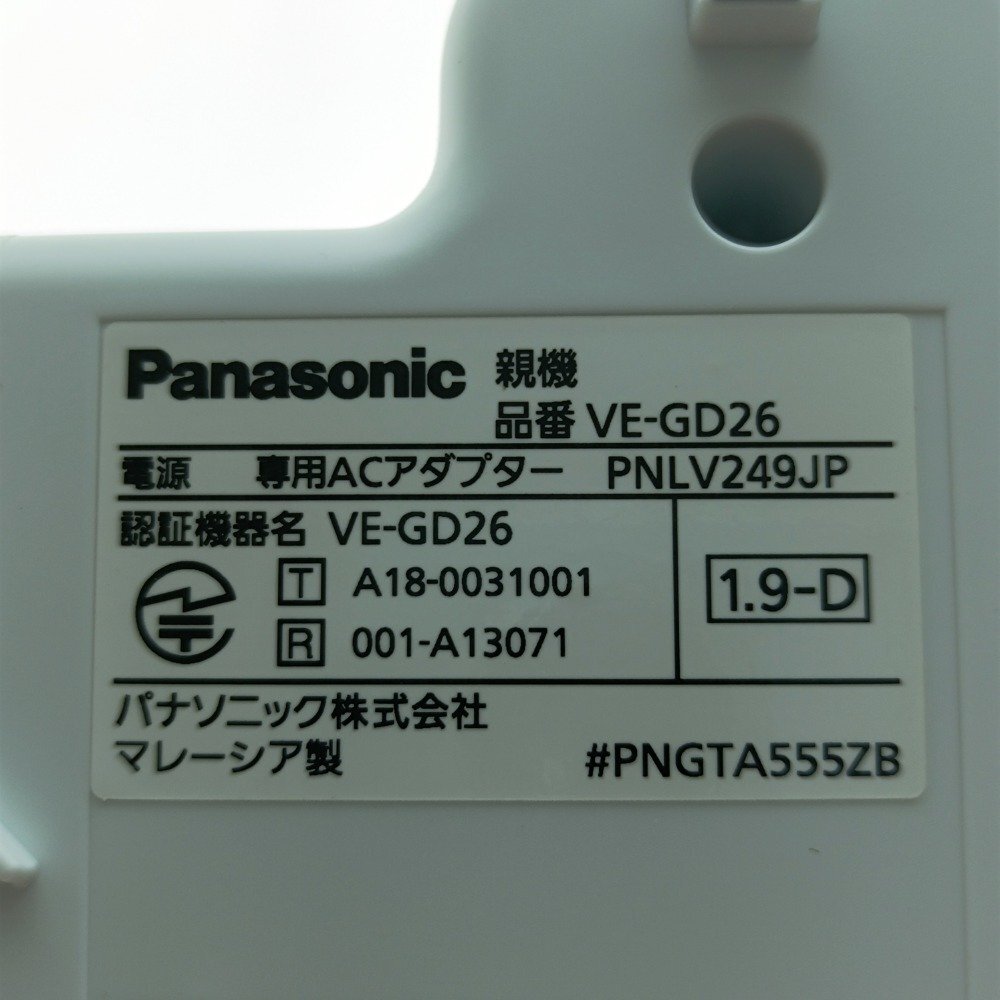 Panasonic 親機
品番 VE-GD26
電源 専用ACアダプター PNLV249JP
認証機器名 VE-GD26
T A18-0031001
1.9-D
R 001-A13071
パナソニック株式会社
マレーシア製 #PNGTA555ZB